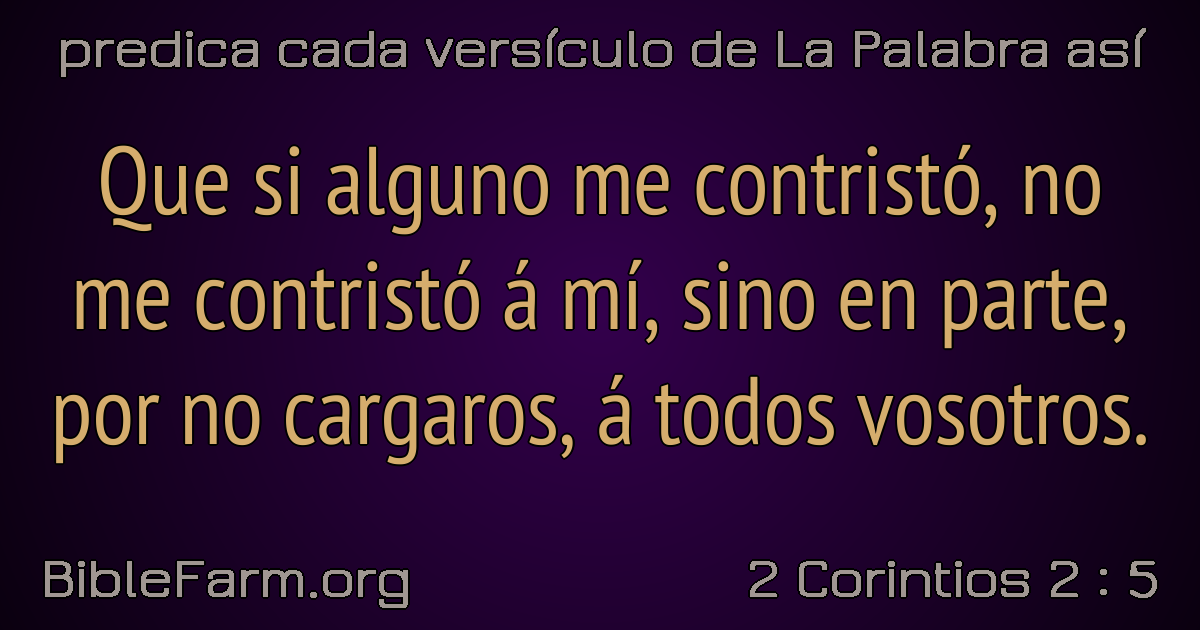 predica cada versículo de La Palabra así
Que si alguno me contristó, no
me contristó á mí, sino en parte,
por no cargaros, á todos vosotros.
BibleFarm.org
2 Corintios 2 : 5